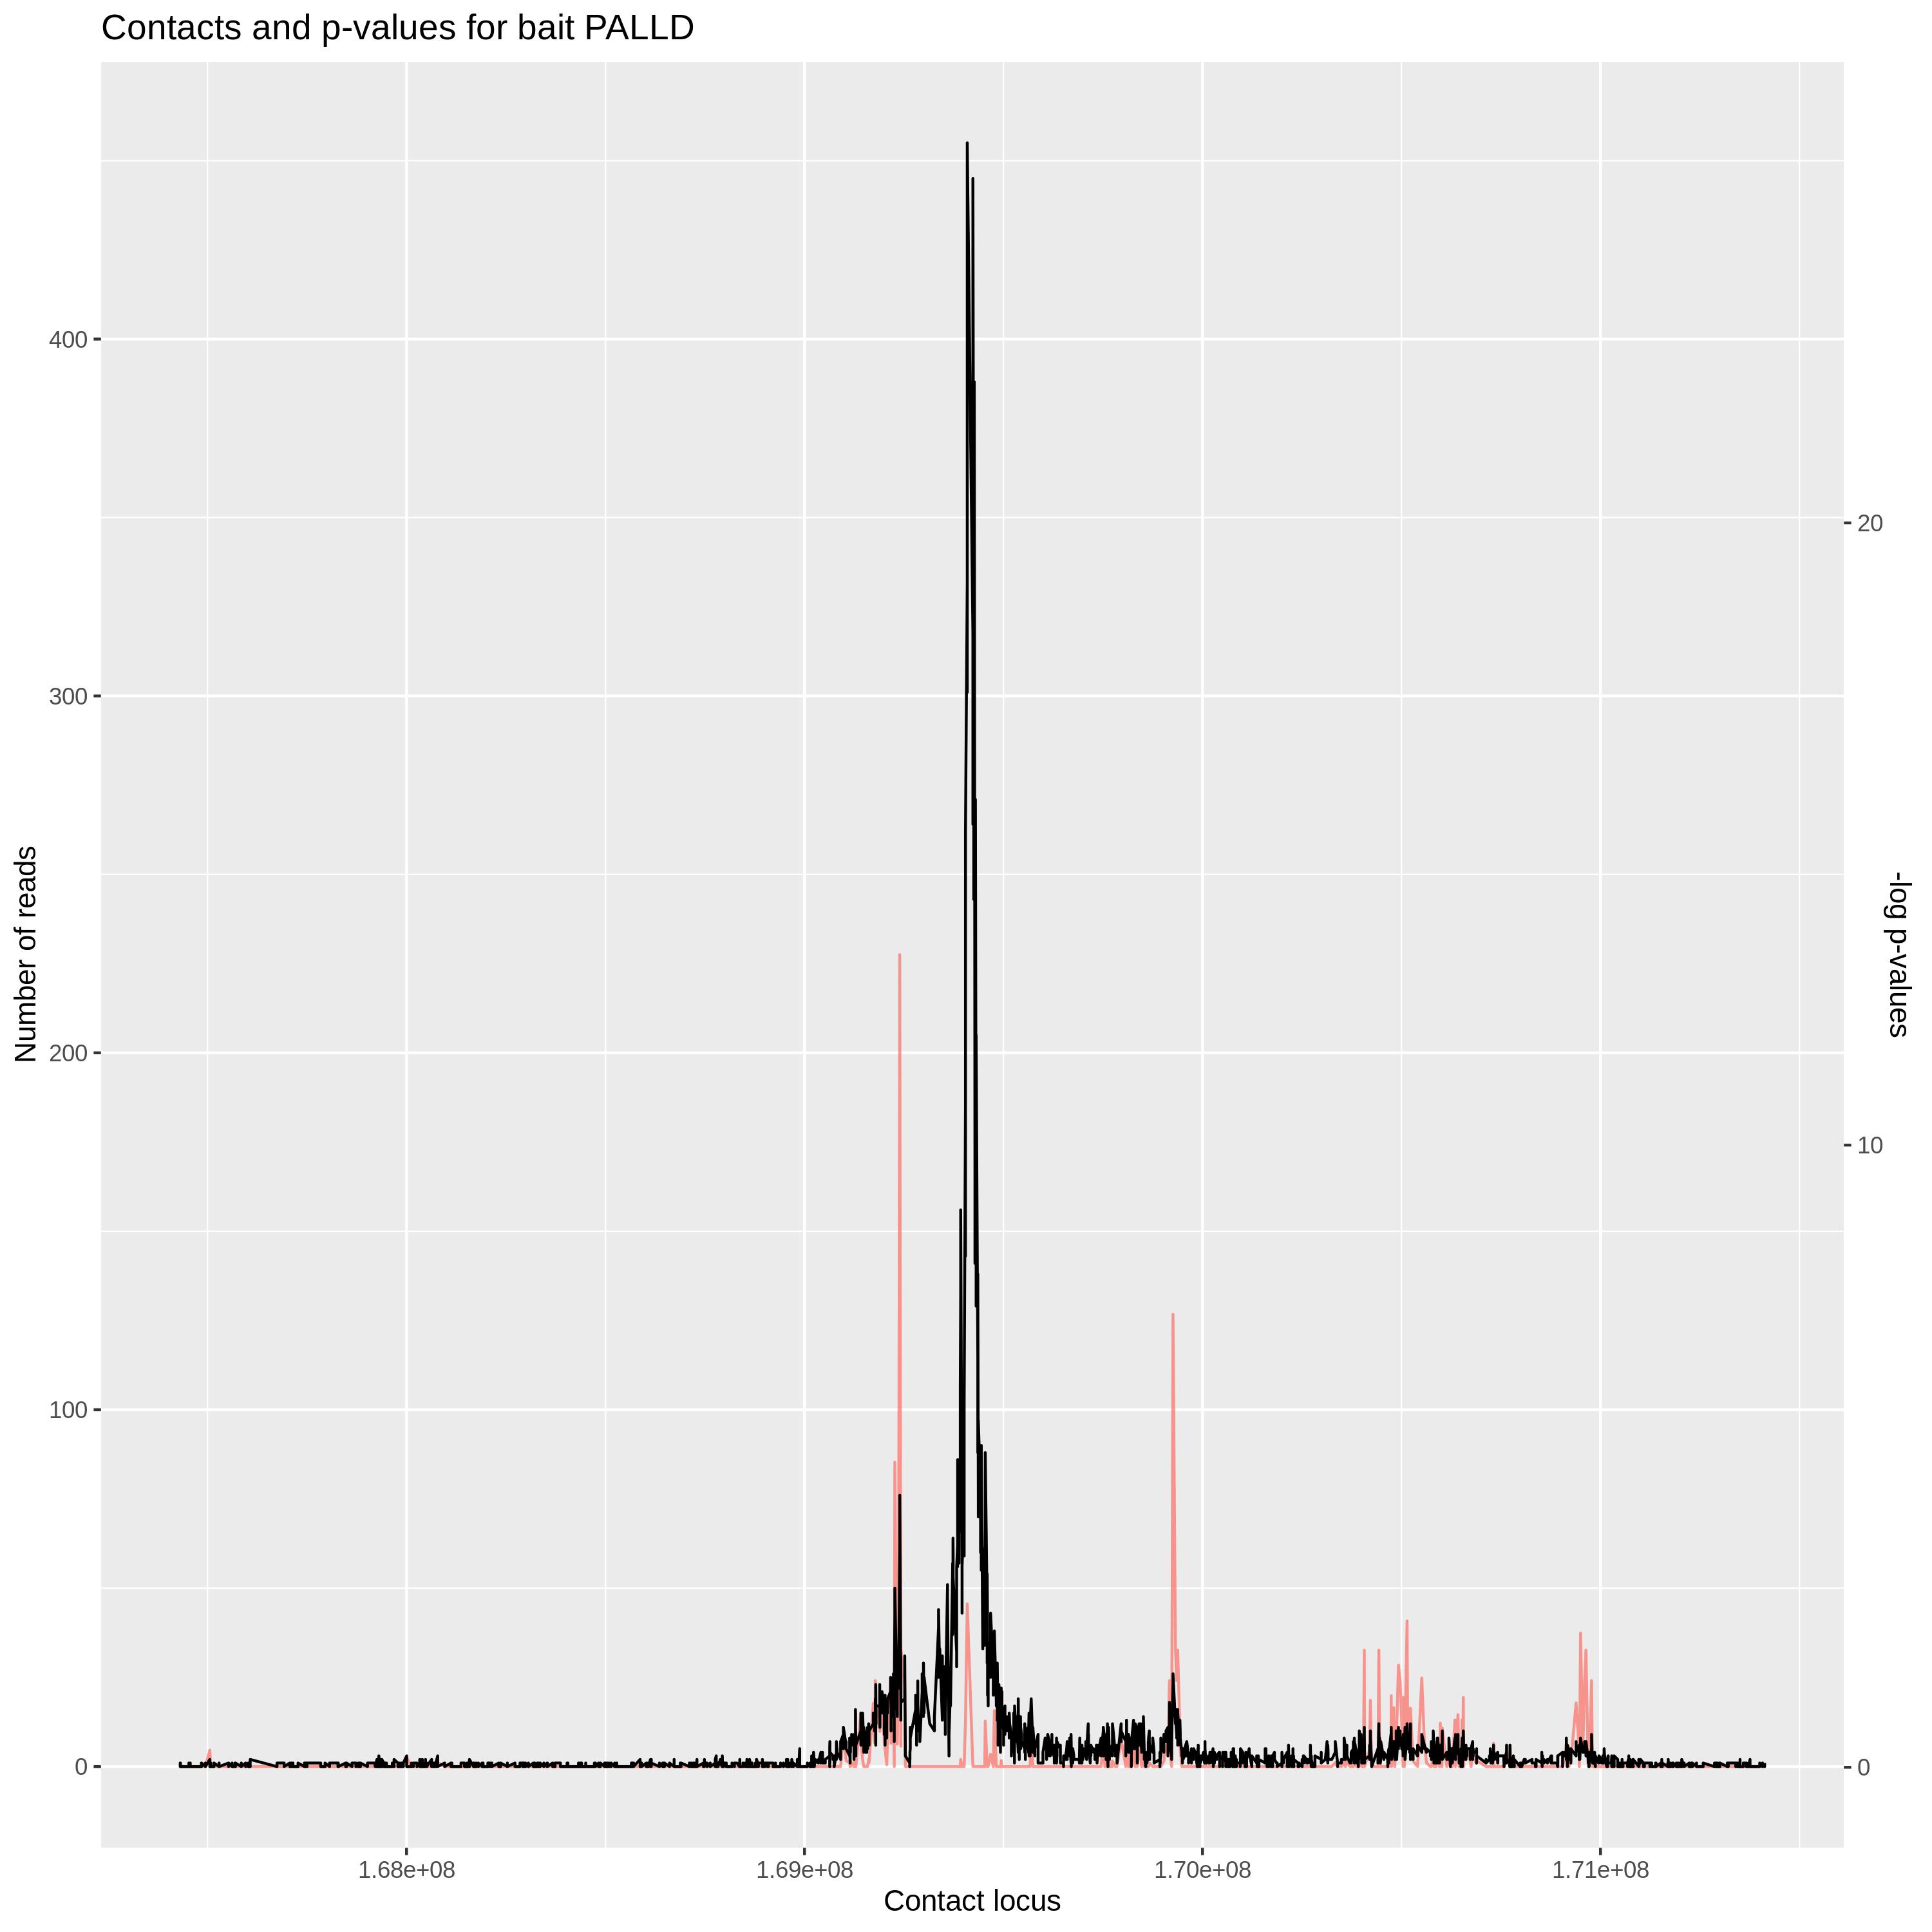 Contacts and p-values for bait PALLD
400
300
200
100
0
Number of reads
20
10
0
-log p-values
1.68e+08
1.69e+08
1.70e+08
1.71e+08
Contact locus